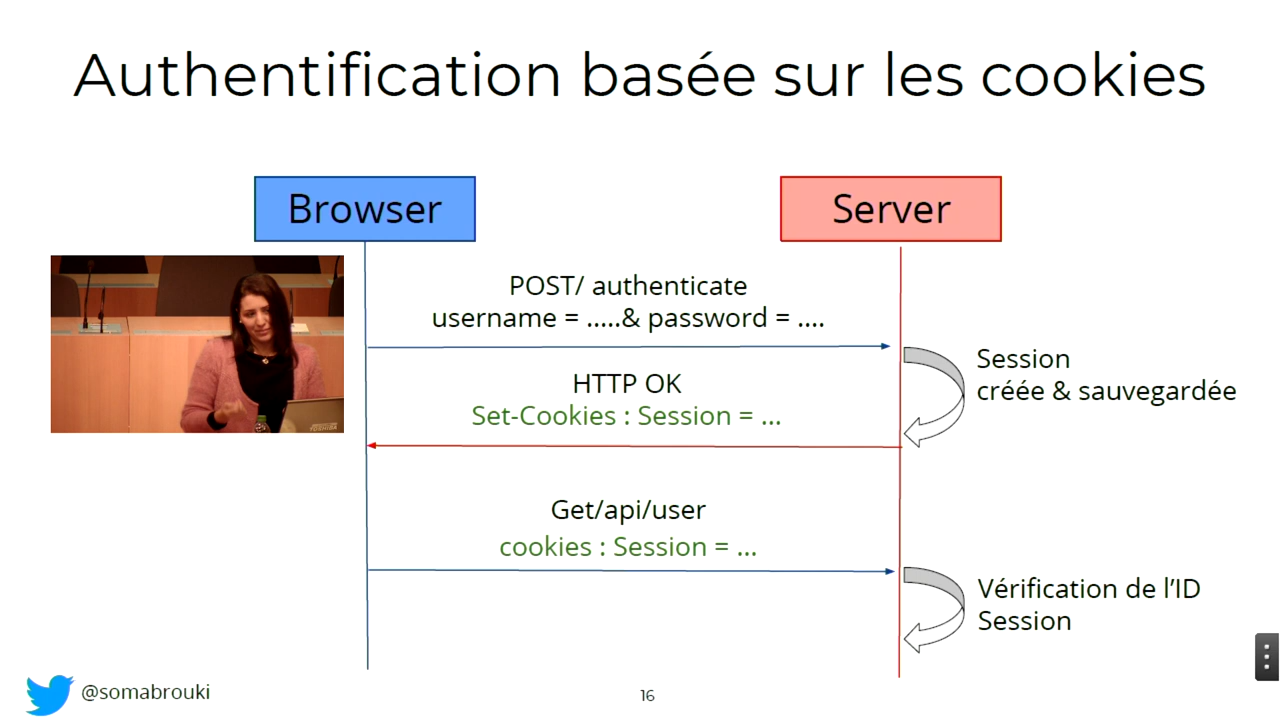 Authentification basée sur les cookies
Browser
Server
POST/ authenticate
username = .....& password = ....
Session
créée & sauvegardée
HTTP OK
Set-Cookies : Session = ...
Get/api/user
cookies : Session = ...
Vérification de l’ID
Session
@somabrouki
16